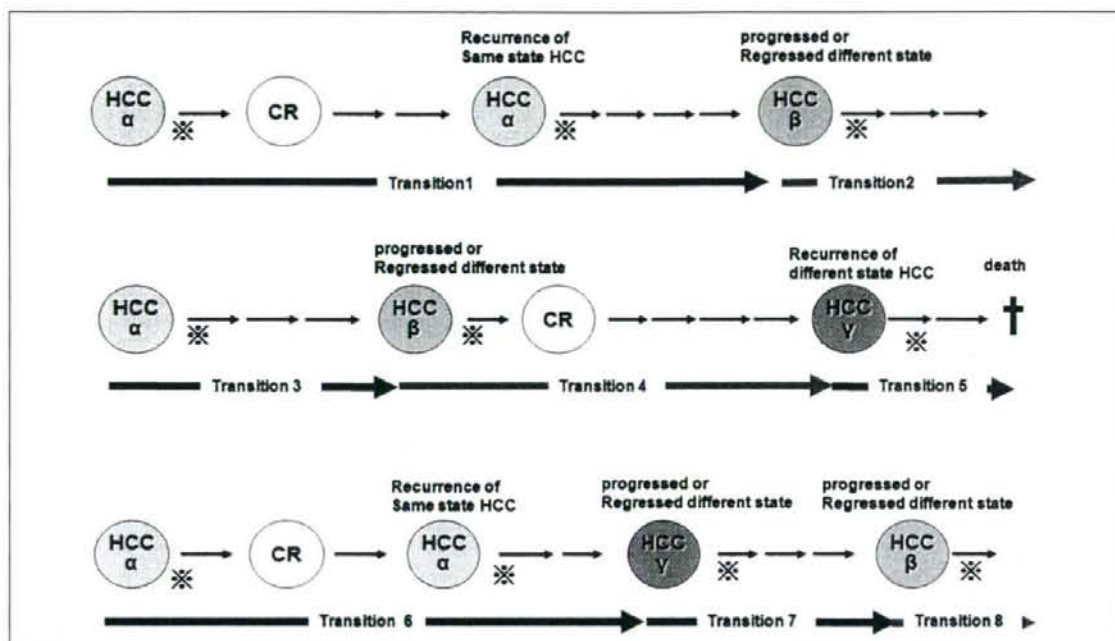 Recurrence of
Same state HCC
progressed or
Regressed different state
HCC
α
※
CR
HCC
α
※
HCC
β
※
Transition1
Transition2
progressed or
Regressed different state
Recurrence of
different state HCC
death
HCC
α
※
HCC
β
※
CR
HCC
γ
※
†
Transition 3
Transition 4
Transition 5
Recurrence of
Same state HCC
progressed or
Regressed different state
progressed or
Regressed different state
HCC
α
※
CR
HCC
α
※
HCC
γ
※
HCC
β
※
Transition 6
Transition 7
Transition 8